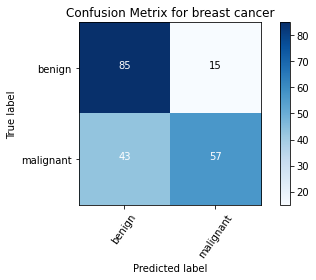 Confusion Metrix for breast cancer
benign
malignant
True label
85
15
43
57
benign
malignant
Predicted label
80
70
60
50
40
30
20